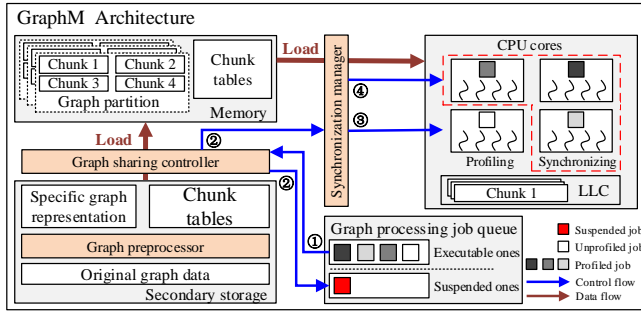 GraphM Architecture
Chunk 1
Chunk 2
Chunk 3
Chunk 4
Graph partition
Chunk
tables
Memory
Load
Load
Synchronization manager
CPU cores
④
③
Profiling
Synchronizing
Chunk 1
LLC
②
Graph sharing controller
②
①
Specific graph
representation
Chunk
tables
Graph preprocessor
Original graph data
Secondary storage
Graph processing job queue
Executable ones
Suspended ones
Suspended job
Unprofiled job
Profiled job
Control flow
Data flow